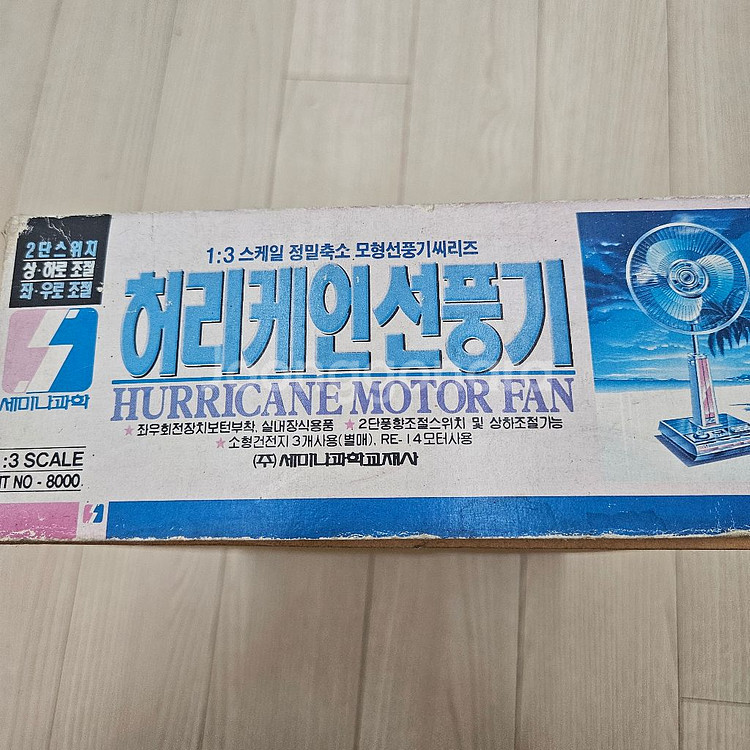 2단스위치
상·하로 조절
좌·우로 조절
세미나과학
:3 SCALE
IT NO - 8000
1:3 스케일 정밀축소 모형선풍기씨리즈
허리케인선풍기
HURRICANE MOTOR FAN
★ 좌우회전장치보턴부착, 실내장식용품 ★ 2단풍향조절스위치 및 상하조절가능
★ 소형건전지 3개사용(별매), RE-14모터사용
(주) 세미나과학교재사